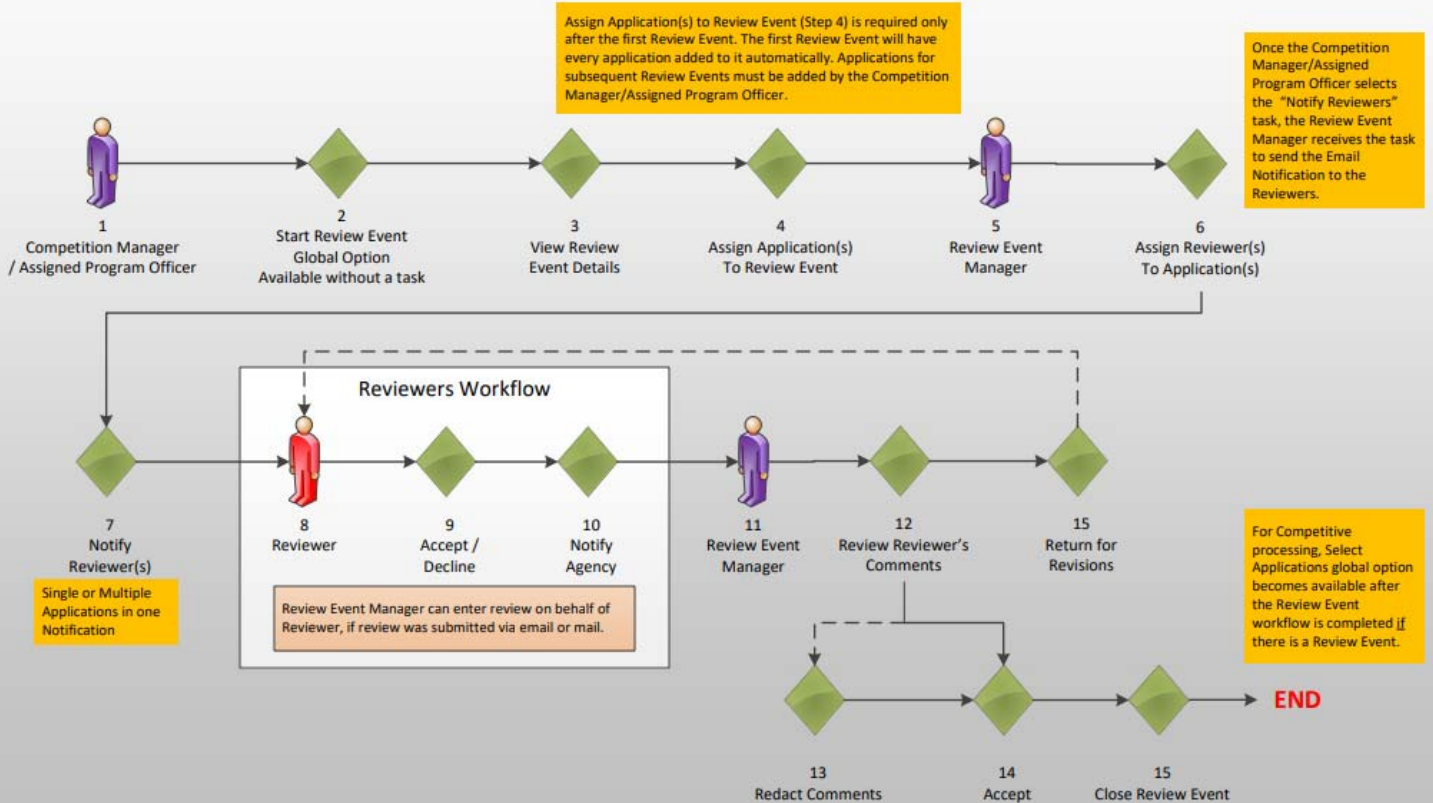 Assign Application(s) to Review Event (Step 4) is required only
after the first Review Event. The first Review Event will have
every application added to it automatically. Applications for
subsequent Review Events must be added by the Competition
Manager/Assigned Program Officer.
Once the Competition
Manager/Assigned
Program Officer selects
the “Notify Reviewers”
task, the Review Event
Manager receives the task
to send the Email
Notification to the
Reviewers.
1
Competition Manager
/ Assigned Program Officer
2
Start Review Event
Global Option
Available without a task
3
View Review
Event Details
4
Assign Application(s)
To Review Event
5
Review Event
Manager
6
Assign Reviewer(s)
To Application(s)
Reviewers Workflow
7
Notify
Reviewer(s)
Single or Multiple
Applications in one
Notification
8
Reviewer
9
Accept /
Decline
10
Notify
Agency
Review Event Manager can enter review on behalf of
Reviewer, if review was submitted via email or mail.
11
Review Event
Manager
12
Review Reviewer’s
Comments
15
Return for
Revisions
For Competitive
processing, Select
Applications global option
becomes available after
the Review Event
workflow is completed if
there is a Review Event.
END
13
Redact Comments
14
Accept
15
Close Review Event